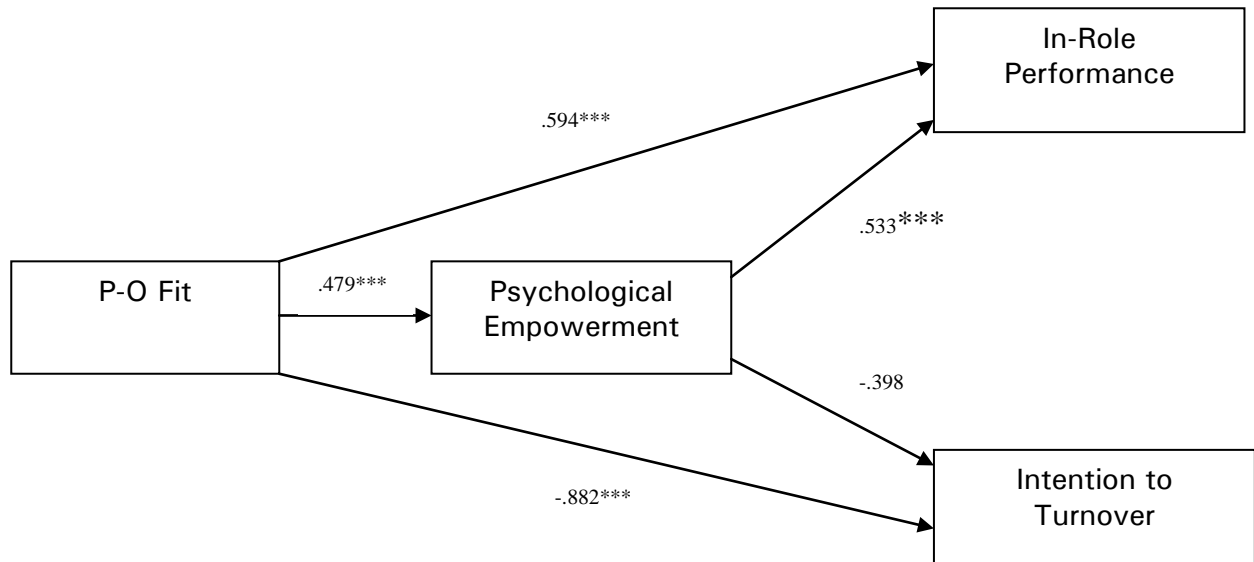 In-Role
Performance
.594***
.533***
P-O Fit
.479***
Psychological
Empowerment
-.398
-.882***
Intention to
Turnover